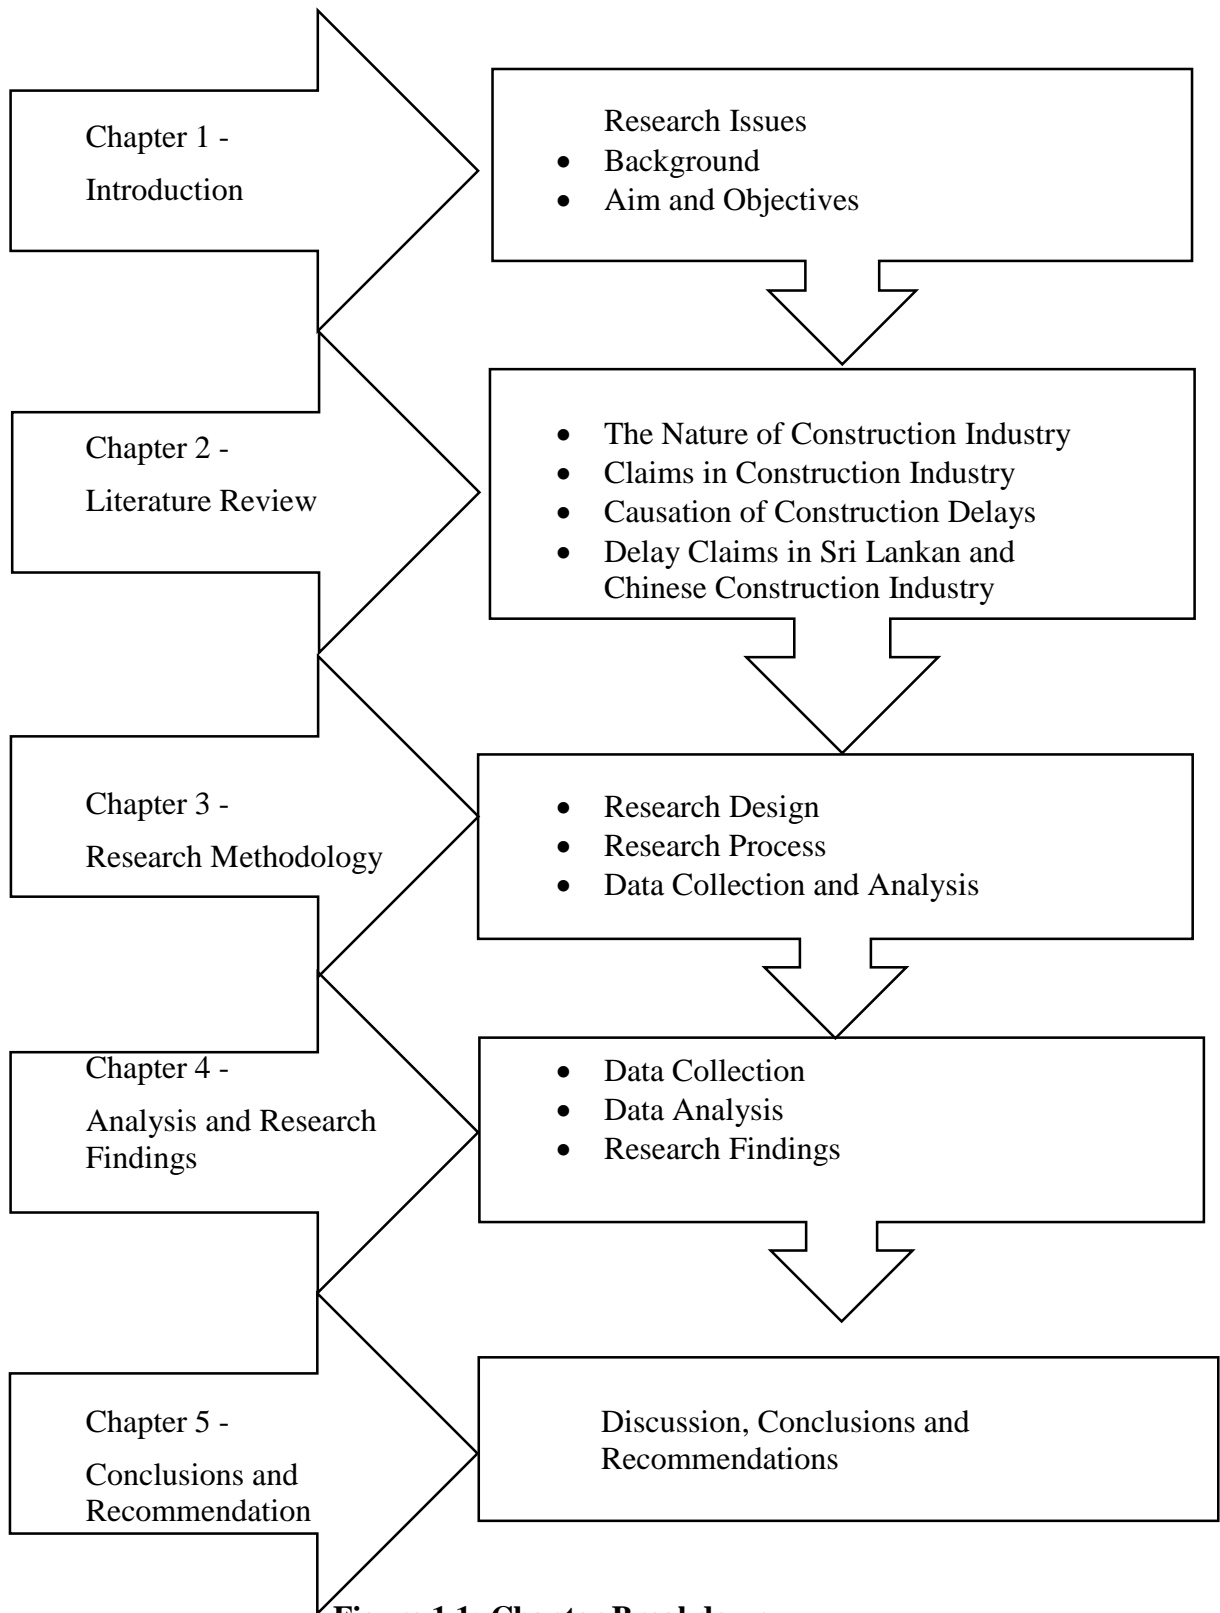 Chapter 1 -
Introduction
Research Issues
• Background
• Aim and Objectives
Chapter 2 -
Literature Review
• The Nature of Construction Industry
• Claims in Construction Industry
• Causation of Construction Delays
• Delay Claims in Sri Lankan and
Chinese Construction Industry
Chapter 3 -
Research Methodology
• Research Design
• Research Process
• Data Collection and Analysis
Chapter 4 -
Analysis and Research
Findings
• Data Collection
• Data Analysis
• Research Findings
Chapter 5 -
Conclusions and
Recommendation
Discussion, Conclusions and
Recommendations
Figure 1.1: Chapter Breakdown